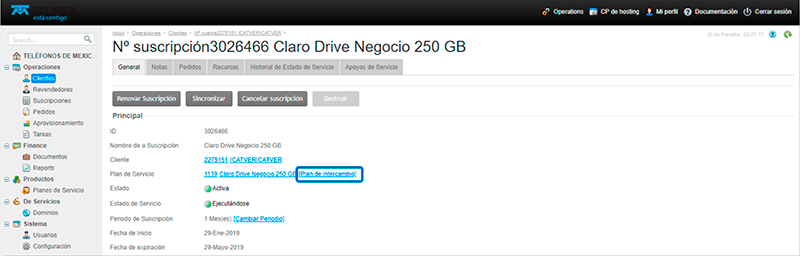 Operations CP de hosting Mi perfil Documentación Cerrar sesión
está contigo
Search...
Inicio Operaciones Clientes Nº cuenta2275151 ICATVER/CATVER
ID de Pantalla: 02.21.77
Nº suscripción3026466 Claro Drive Negocio 250 GB
TELÉFONOS DE MEXIC...
Operaciones
Clientes
Revendedores
Suscripciones
Pedidos
Aprovisionamiento
Tareas
Finance
Documentos
Reports
Productos
Planes de Servicio
De Servicios
Dominios
Sistema
Usuarios
Configuración
General Notas Pedidos Recursos Historial de Estado de Servicio Apoyos de Servicio
Renovar Suscripción Sincronizar Cancelar suscripción Destruir
Principal
ID 3026466
Nombre de a Suscripción Claro Drive Negocio 250 GB
Cliente 2275151 ICATVER/CATVER
Plan de Servicio 1139 Claro Drive Negocio 250 GB [Plan de intercambio]
Estado Activa
Estado de Servicio Ejecutándose
Periodo de Suscripción 1 Mes(es) [Cambiar Periodo]
Fecha de Inicio 29-Ene-2019
Fecha de expiración 29-Mayo-2019